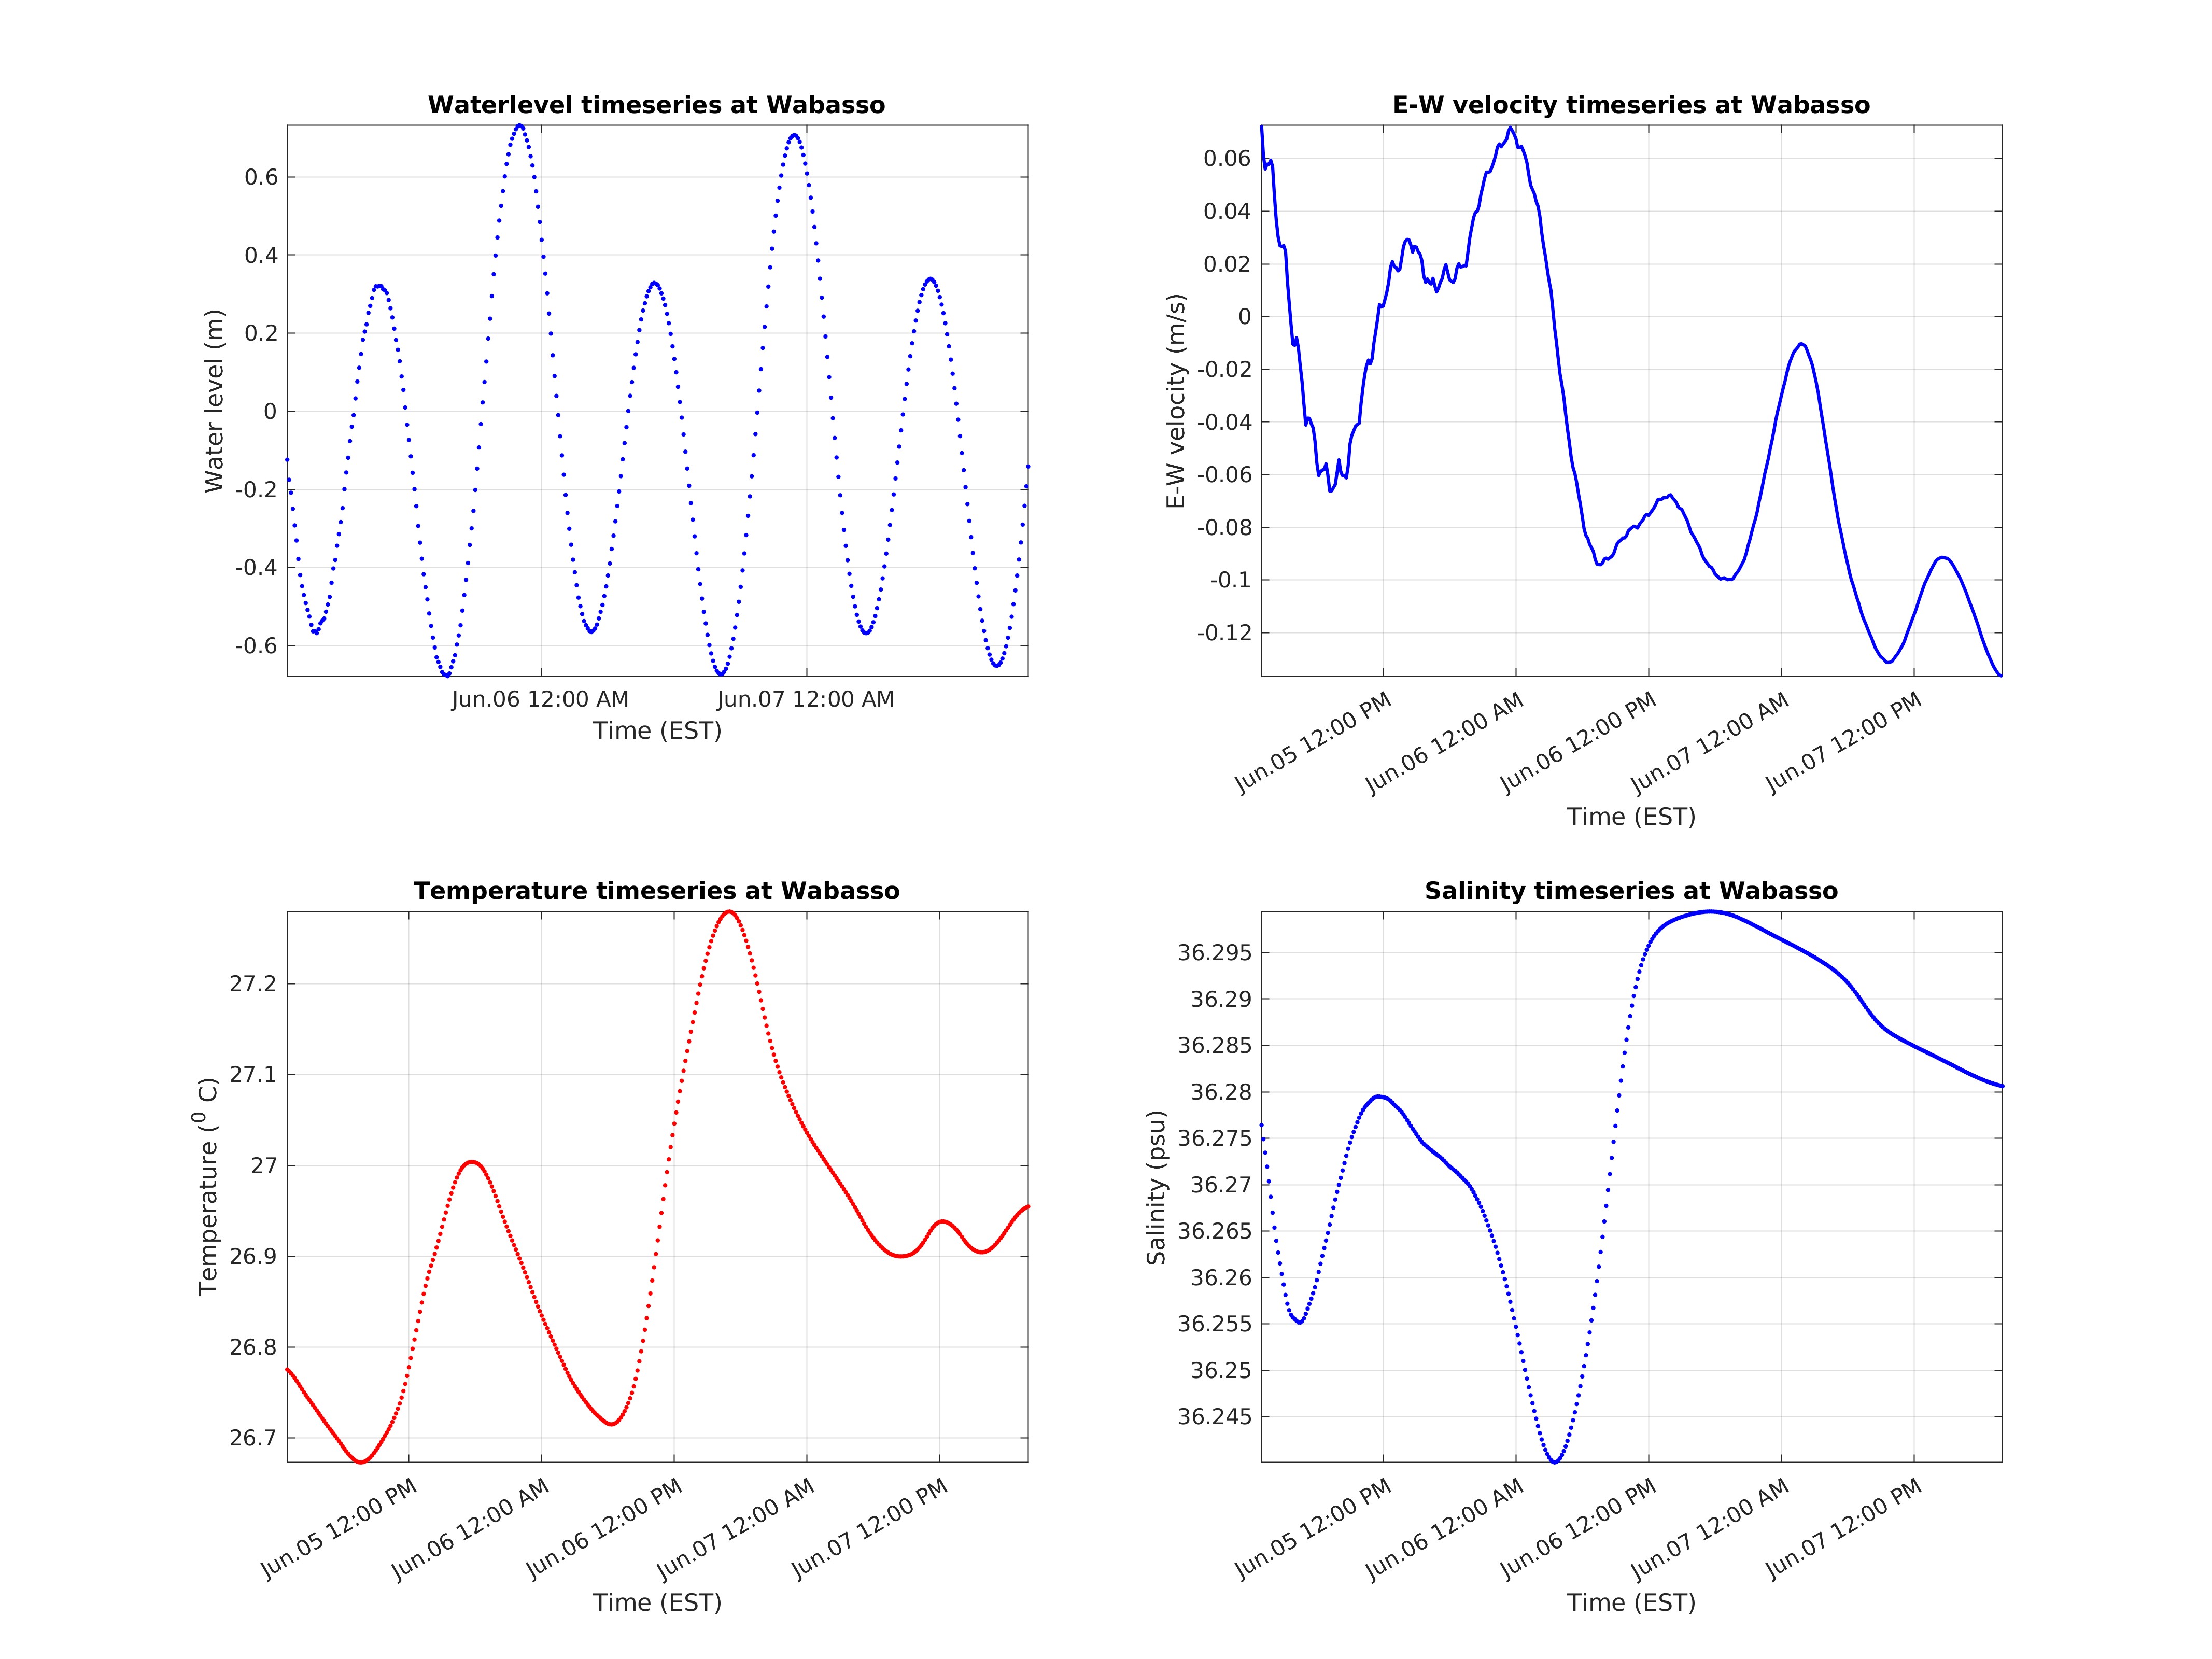 Waterlevel timeseries at Wabasso
Water level (m)
0.6
0.4
0.2
0
-0.2
-0.4
-0.6
Jun.06 12:00 AM
Jun.07 12:00 AM
Time (EST)
E-W velocity timeseries at Wabasso
E-W velocity (m/s)
0.06
0.04
0.02
0
-0.02
-0.04
-0.06
-0.08
-0.1
-0.12
Jun.05 12:00 PM
Jun.06 12:00 AM
Jun.06 12:00 PM
Jun.07 12:00 AM
Jun.07 12:00 PM
Time (EST)
Temperature timeseries at Wabasso
Temperature (⁰ C)
27.2
27.1
27
26.9
26.8
26.7
Jun.05 12:00 PM
Jun.06 12:00 AM
Jun.06 12:00 PM
Jun.07 12:00 AM
Jun.07 12:00 PM
Time (EST)
Salinity timeseries at Wabasso
Salinity (psu)
36.295
36.29
36.285
36.28
36.275
36.27
36.265
36.26
36.255
36.25
36.245
Jun.05 12:00 PM
Jun.06 12:00 AM
Jun.06 12:00 PM
Jun.07 12:00 AM
Jun.07 12:00 PM
Time (EST)